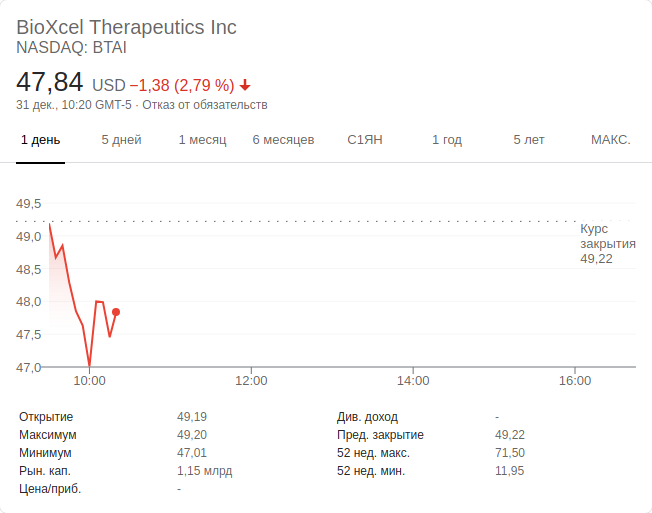 BioXcel Therapeutics Inc
NASDAQ: BTAI
47,84 USD −1,38 (2,79 %)
31 дек., 10:20 GMT-5 · Отказ от обязательств
1 день 5 дней 1 месяц 6 месяцев С1ЯН 1 год 5 лет МАКС.
49,5
49,0
48,5
48,0
47,5
47,0
Курс
закрытия
49,22
10:00 12:00 14:00 16:00
Открытие 49,19 Див. доход -
Максимум 49,20 Пред. закрытие 49,22
Минимум 47,01 52 нед. макс. 71,50
Рын. кап. 1,15 млрд 52 нед. мин. 11,95
Цена/приб. -